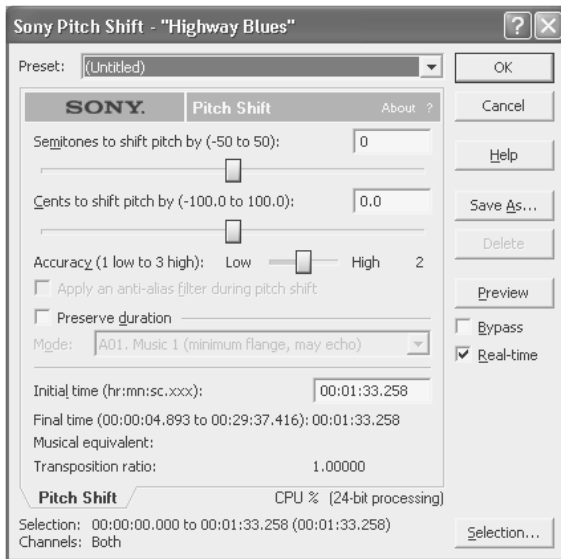 Sony Pitch Shift - "Highway Blues"
Preset: (Untitled)
OK
SONY. Pitch Shift About ?
Cancel
Semitones to shift pitch by (-50 to 50): 0
Help
Cents to shift pitch by (-100.0 to 100.0): 0.0
Save As...
Delete
Accuracy (1 low to 3 high): Low High 2
Apply an anti-alias filter during pitch shift
Preview
Preserve duration
Bypass
Mode: A01. Music 1 (minimum flange, may echo)
Real-time
Initial time (hr:mn:sc.xxx): 00:01:33.258
Final time (00:00:04.893 to 00:29:37.416): 00:01:33.258
Musical equivalent:
Transposition ratio: 1.00000
Pitch Shift CPU % (24-bit processing)
Selection: 00:00:00.000 to 00:01:33.258 (00:01:33.258)
Channels: Both
Selection...